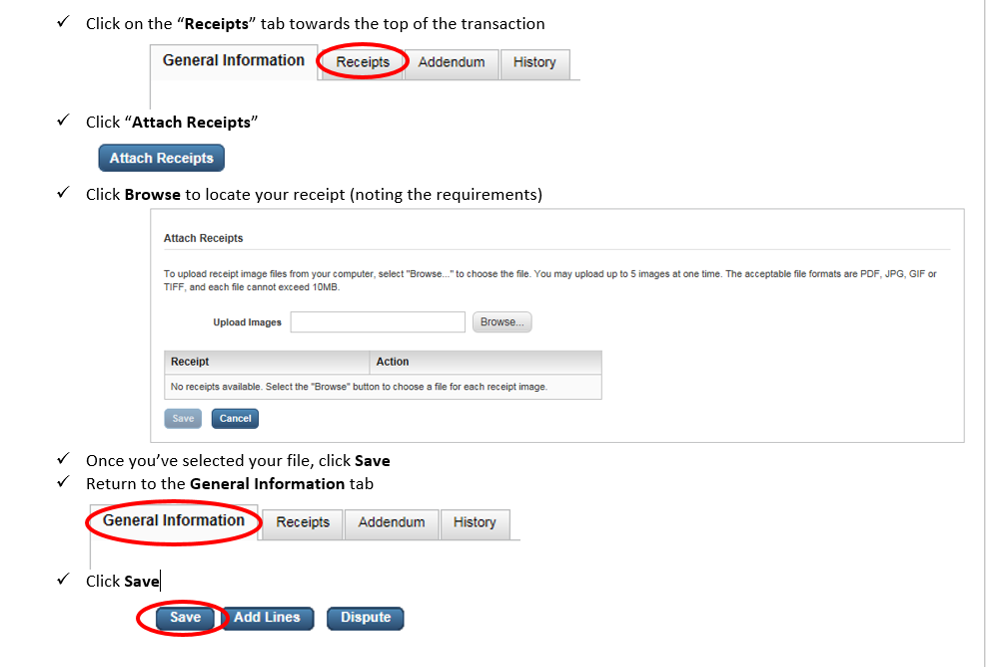 ✓ Click on the “Receipts” tab towards the top of the transaction
General Information Receipts Addendum History
✓ Click “Attach Receipts”
Attach Receipts
✓ Click Browse to locate your receipt (noting the requirements)
Attach Receipts
To upload receipt image files from your computer, select "Browse..." to choose the file. You may upload up to 5 images at one time. The acceptable file formats are PDF, JPG, GIF or
TIFF, and each file cannot exceed 10MB.
Upload Images Browse...
Receipt Action
No receipts available. Select the "Browse" button to choose a file for each receipt image.
Save Cancel
✓ Once you’ve selected your file, click Save
✓ Return to the General Information tab
General Information Receipts Addendum History
✓ Click Save
Save Add Lines Dispute